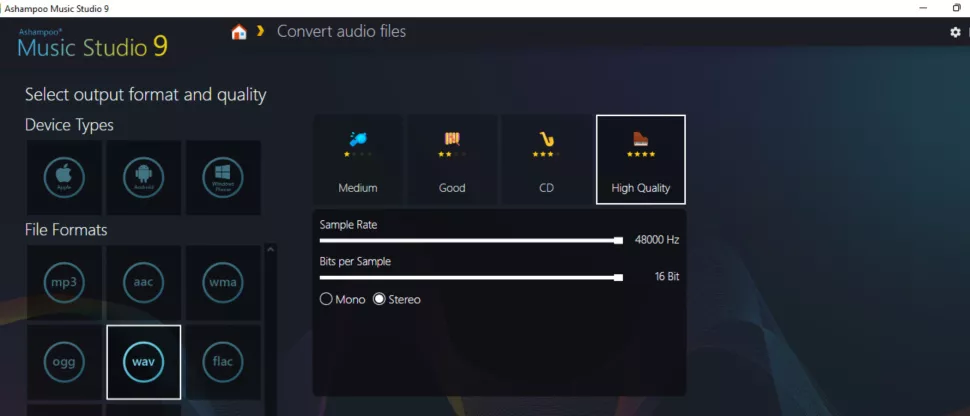 Ashampoo Music Studio 9
Ashampoo®
Music Studio 9
Convert audio files
Select output format and quality
Device Types
Apple
Android
Windows
Phone
File Formats
mp3
aac
wma
ogg
wav
flac
Medium
Good
CD
High Quality
Sample Rate
48000 Hz
Bits per Sample
16 Bit
Mono
Stereo